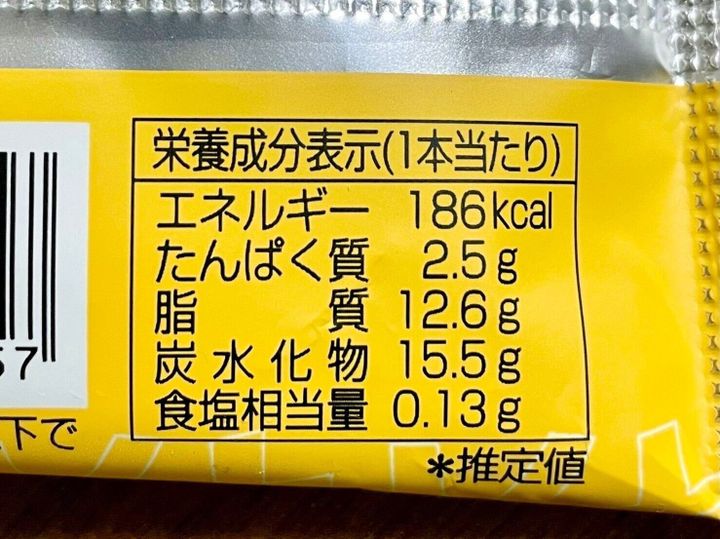 栄養成分表示(1本当たり)
エネルギー 186kcal
たんぱく質 2.5g
脂質 12.6g
炭水化物 15.5g
食塩相当量 0.13g
*推定値
57
下で